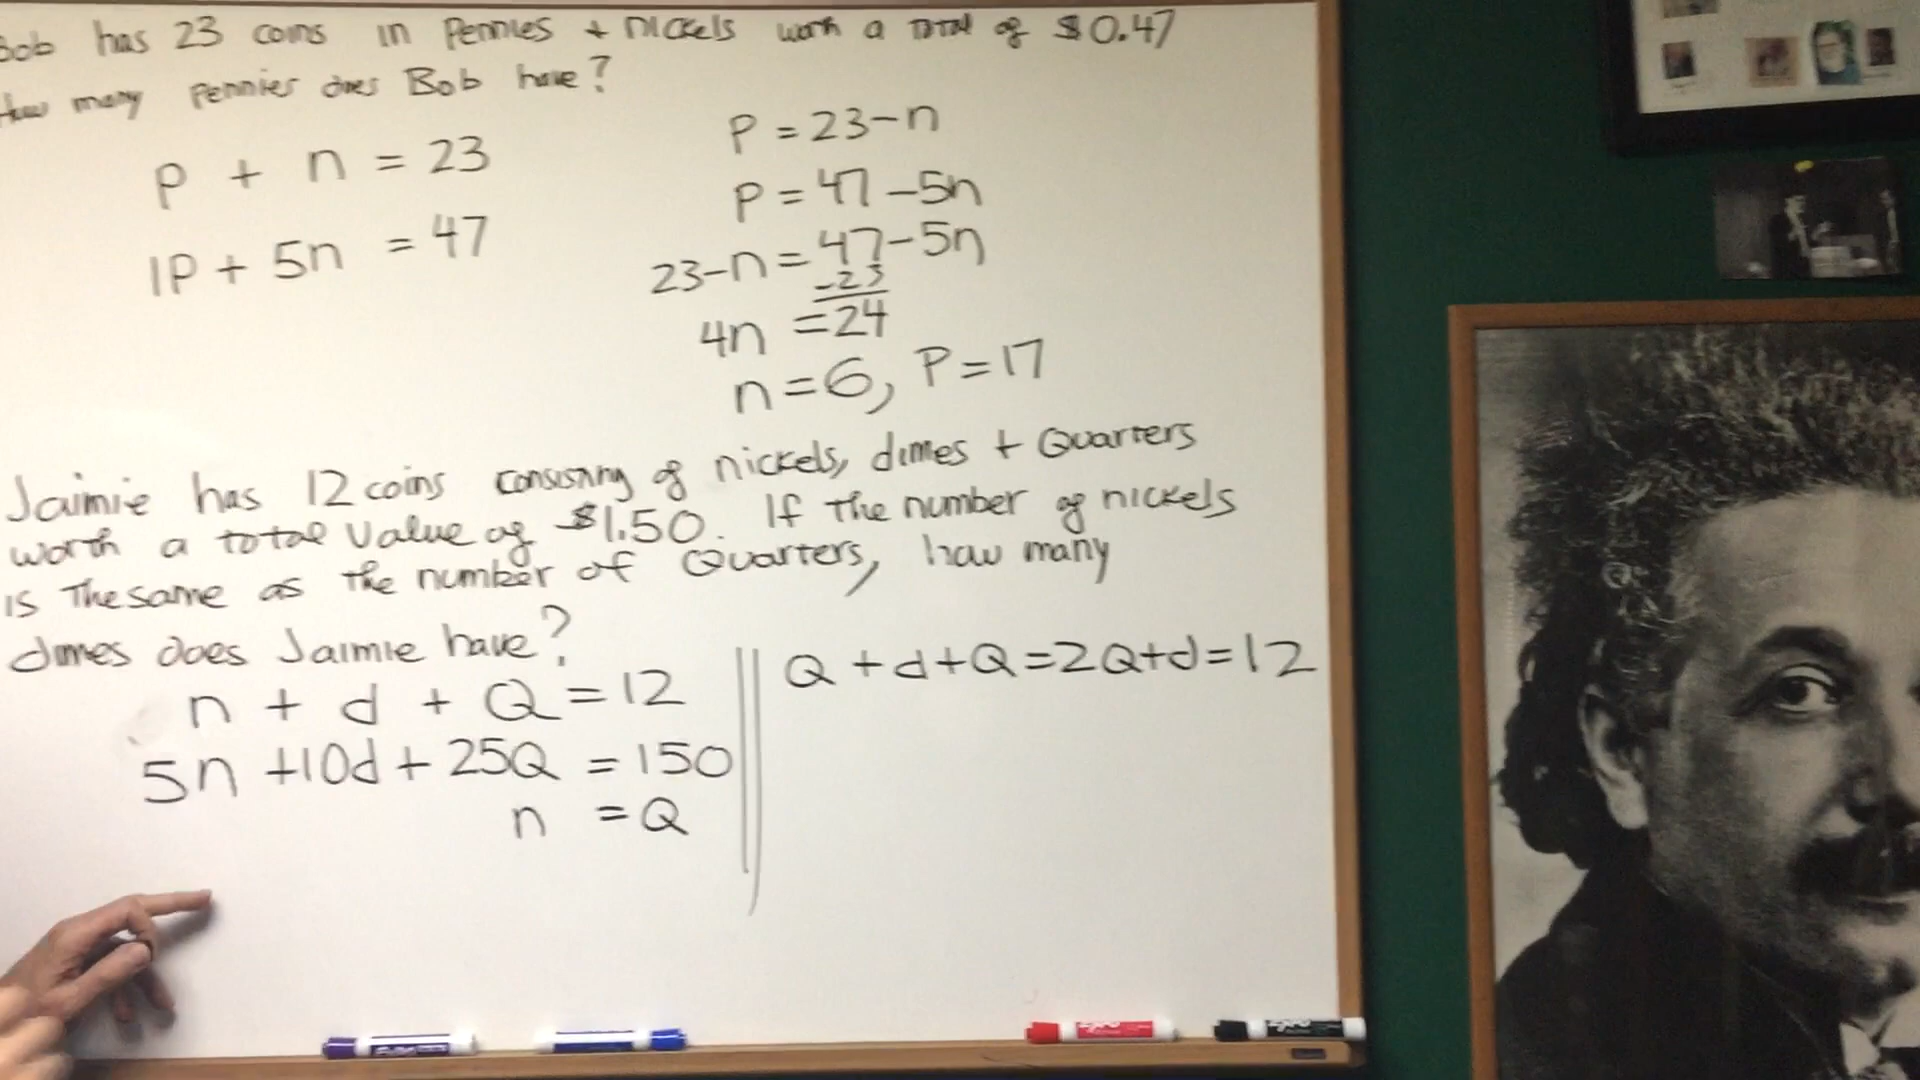 Bob has 23 coins in Pennies + nickels worth a Total of $0.47
How many pennies does Bob have?
P + n = 23
1P + 5n = 47
P = 23-n
P = 47-5n
23-n = 47-5n
-23
4n = 24
n = 6, P = 17
Jaimie has 12 coins consisting of nickels, dimes + Quarters
worth a total value of $1.50. If the number of nickels
is the same as the number of Quarters, how many
dimes does Jaimie have?
n + d + Q = 12
5n + 10d + 25Q = 150
n = Q
Q + d + Q = 2Q + d = 12